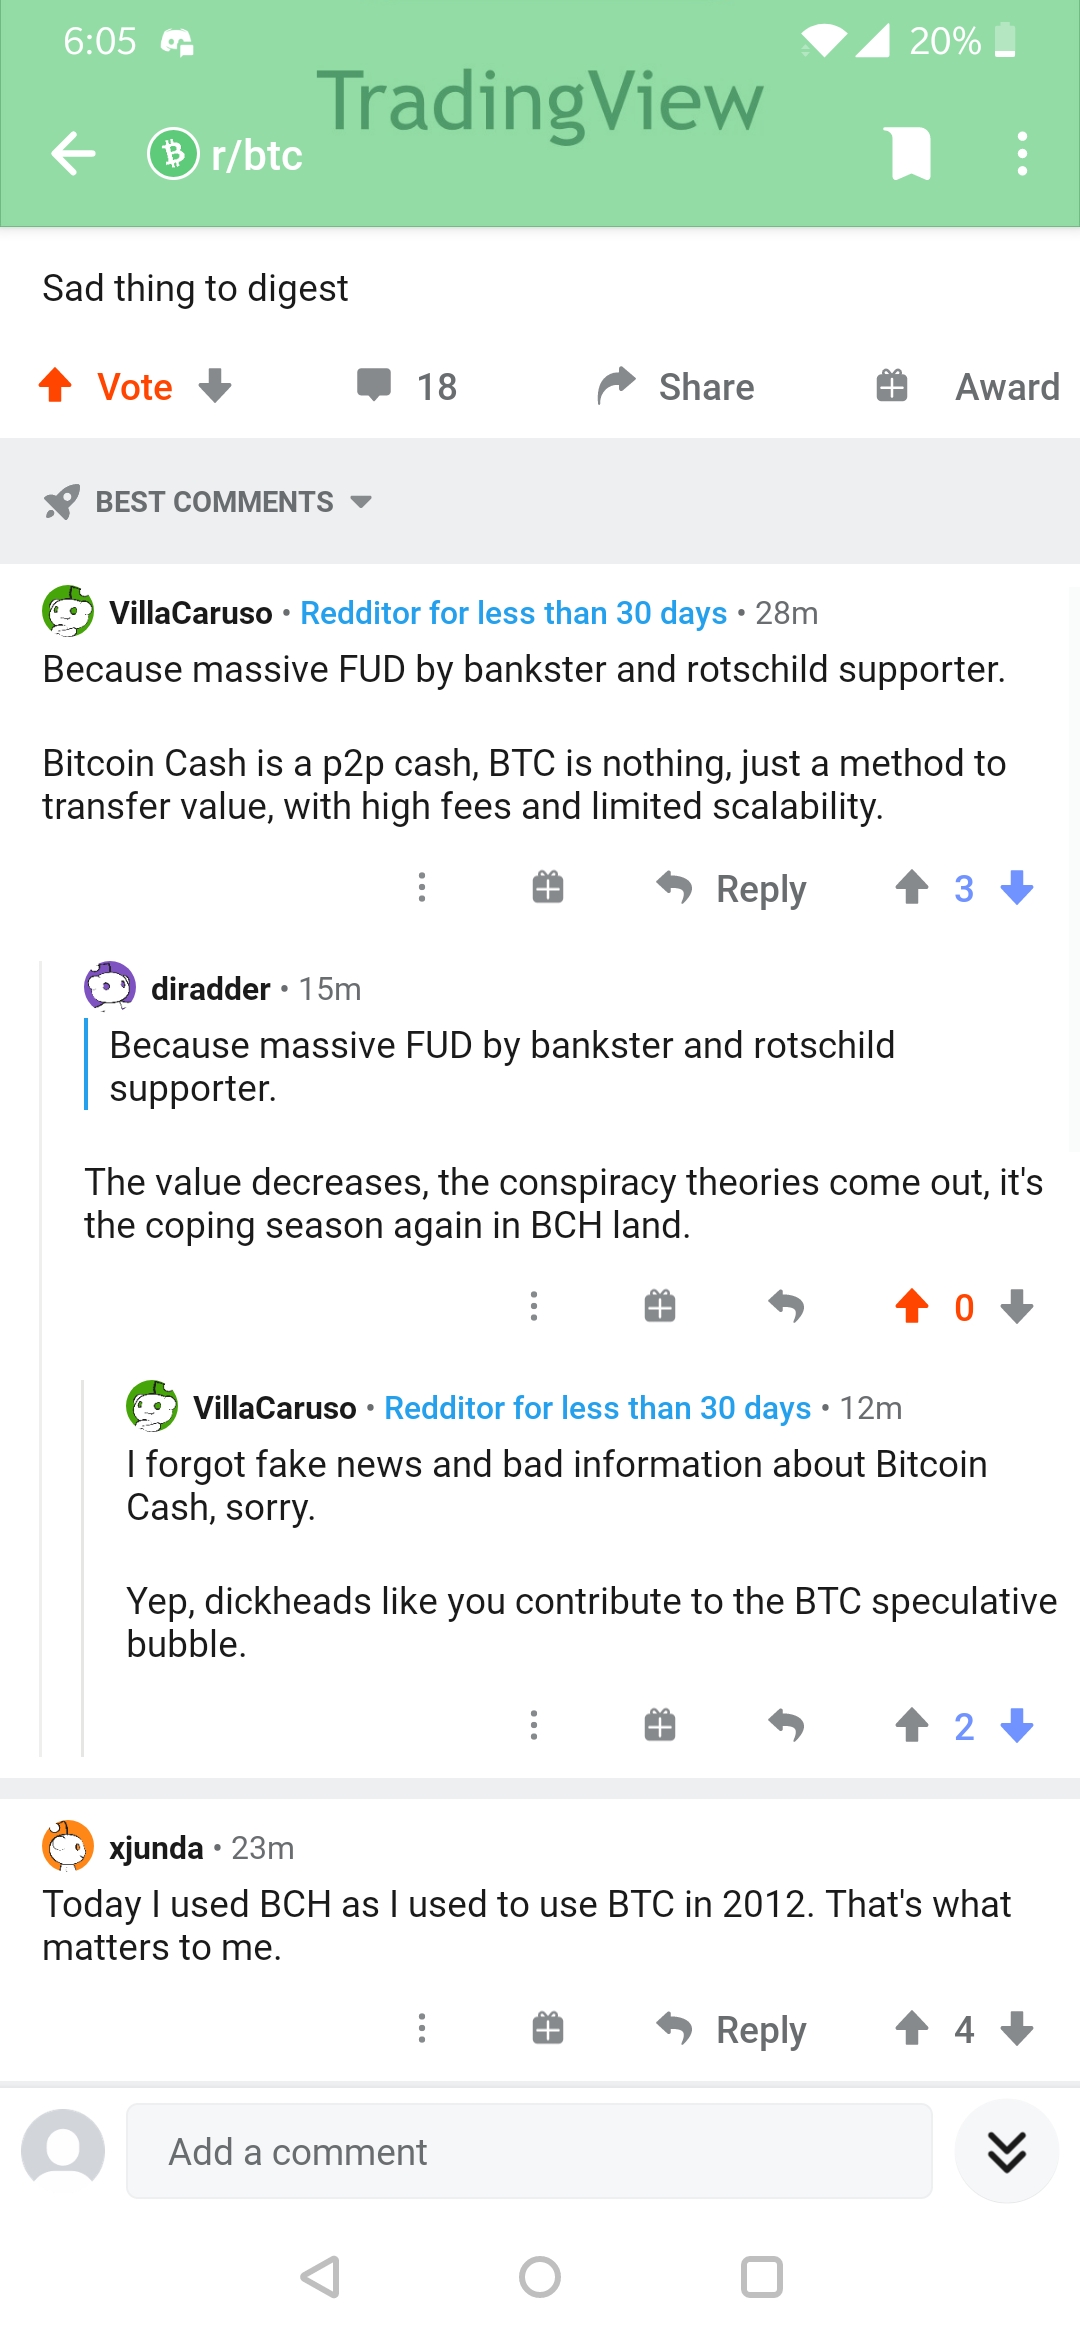 6:05
20%
TradingView
r/btc
Sad thing to digest
Vote
18
Share
Award
BEST COMMENTS
VillaCaruso • Redditor for less than 30 days • 28m
Because massive FUD by bankster and rotschild supporter.
Bitcoin Cash is a p2p cash, BTC is nothing, just a method to
transfer value, with high fees and limited scalability.
Reply
3
diradder • 15m
Because massive FUD by bankster and rotschild
supporter.
The value decreases, the conspiracy theories come out, it's
the coping season again in BCH land.
0
VillaCaruso • Redditor for less than 30 days • 12m
I forgot fake news and bad information about Bitcoin
Cash, sorry.
Yep, dickheads like you contribute to the BTC speculative
bubble.
2
xjunda • 23m
Today I used BCH as I used to use BTC in 2012. That's what
matters to me.
Reply
4
Add a comment